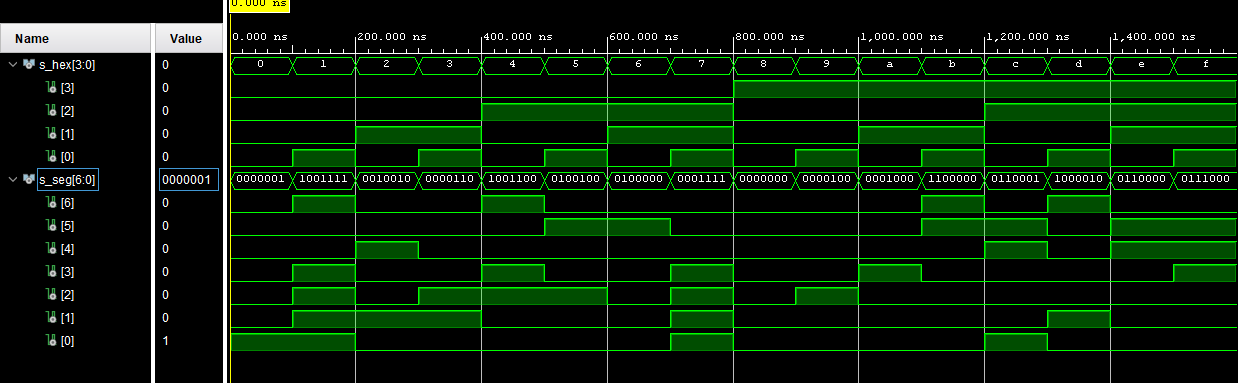 0.000 ns
Name Value 0.000 ns 200.000 ns 400.000 ns 600.000 ns 800.000 ns 1,000.000 ns 1,200.000 ns 1,400.000 ns
s_hex[3:0] 0 0 1 2 3 4 5 6 7 8 9 a b c d e f
[3] 0
[2] 0
[1] 0
[0] 0
s_seg[6:0] 0000001 0000001 1001111 0010010 0000110 1001100 0100100 0100000 0001111 0000000 0000100 0001000 1100000 0110001 1000010 0110000 0111000
[6] 0
[5] 0
[4] 0
[3] 0
[2] 0
[1] 0
[0] 1